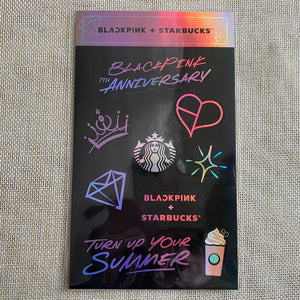 BLACKPINK + STARBUCKS®
BLACKPINK
7TH ANNIVERSARY
BLACKPINK
+
STARBUCKS®
TURN UP YOUR
SUMMER